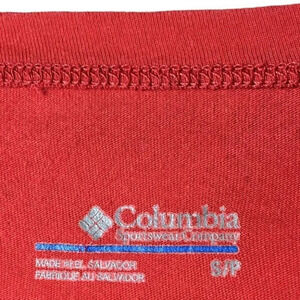 Columbia
Sportswear Company
S/P
MADE IN EL SALVADOR
FABRIQUÉ AU SALVADOR